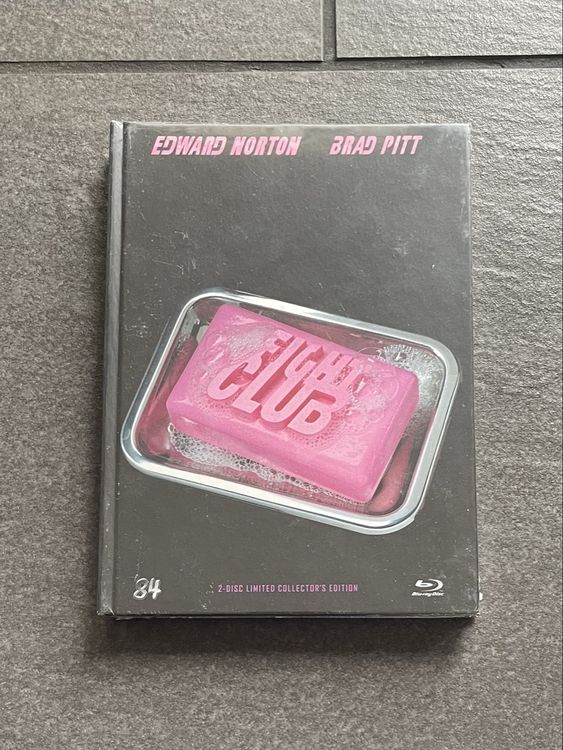 EDWARD NORTON BRAD PITT
FIGHT
CLUB
84 2-DISC LIMITED COLLECTOR'S EDITION Blu-ray Disc